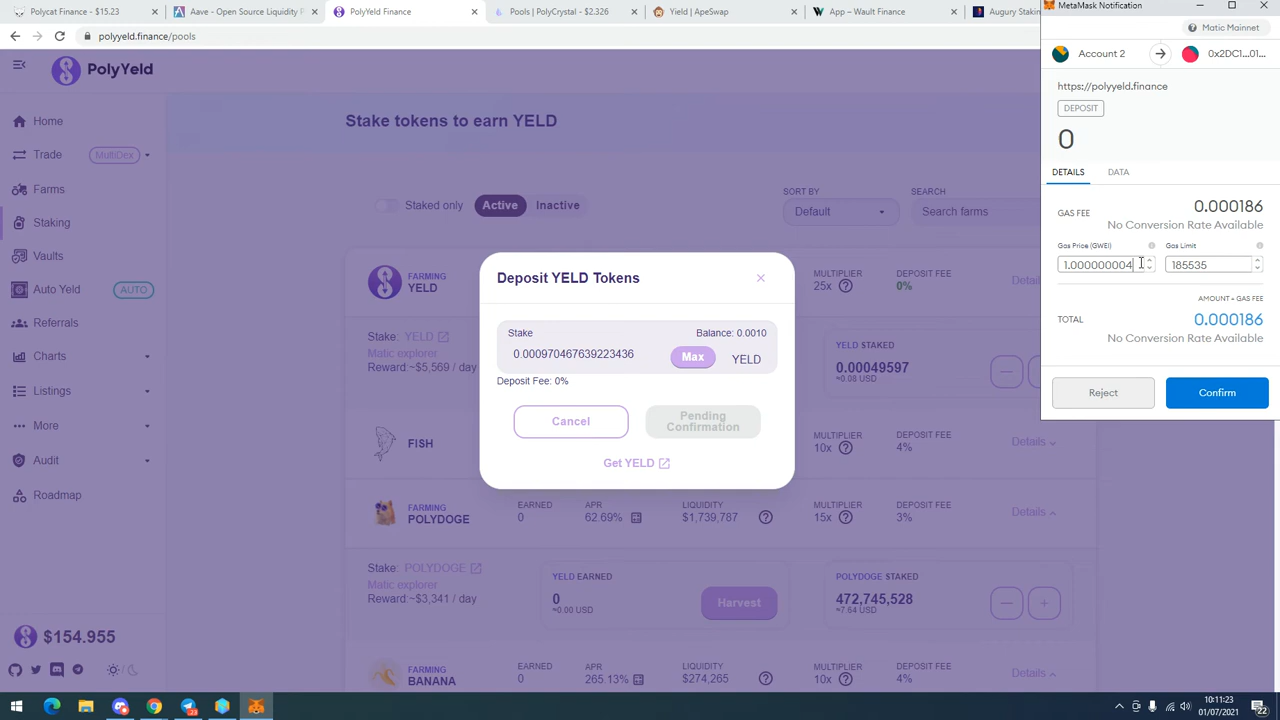 Polycat Finance - $15.23
Aave - Open Source Liquidity P
PolyYeld Finance
Pools | PolyCrystal - $2.326
Yield | ApeSwap
App – Wault Finance
Augury Stakin
polyyeld.finance/pools
PolyYeld
Home
Trade
MultiDex
Farms
Staking
Vaults
Auto Yeld
AUTO
Referrals
Charts
Listings
More
Audit
Roadmap
$154.955
Stake tokens to earn YELD
Staked only
Active
Inactive
SORT BY
Default
SEARCH
Search farms
FARMING
YELD
MULTIPLIER
25x
DEPOSIT FEE
0%
Stake: YELD
Matic explorer
Reward:~$5,569 / day
YELD STAKED
0.00049597
≈0.08 USD
FISH
MULTIPLIER
10x
DEPOSIT FEE
4%
Details
FARMING
POLYDOGE
EARNED
0
APR
62.69%
LIQUIDITY
$1,739,787
MULTIPLIER
15x
DEPOSIT FEE
3%
Details
Stake: POLYDOGE
Matic explorer
Reward:~$3,341 / day
YELD EARNED
0
≈0.00 USD
Harvest
POLYDOGE STAKED
472,745,528
≈7.64 USD
FARMING
BANANA
EARNED
0
APR
265.13%
LIQUIDITY
$274,265
MULTIPLIER
10x
DEPOSIT FEE
4%
Details
Deposit YELD Tokens
Stake
Balance: 0.0010
0.000970467639223436
Max
YELD
Deposit Fee: 0%
Cancel
Pending
Confirmation
Get YELD
MetaMask Notification
Matic Mainnet
Account 2
0x2DC1...01...
https://polyyeld.finance
DEPOSIT
0
DETAILS
DATA
GAS FEE
0.000186
No Conversion Rate Available
Gas Price (GWEI)
Gas Limit
1.000000004
185535
AMOUNT + GAS FEE
TOTAL
0.000186
No Conversion Rate Available
Reject
Confirm
10:11:23
01/07/2021
22